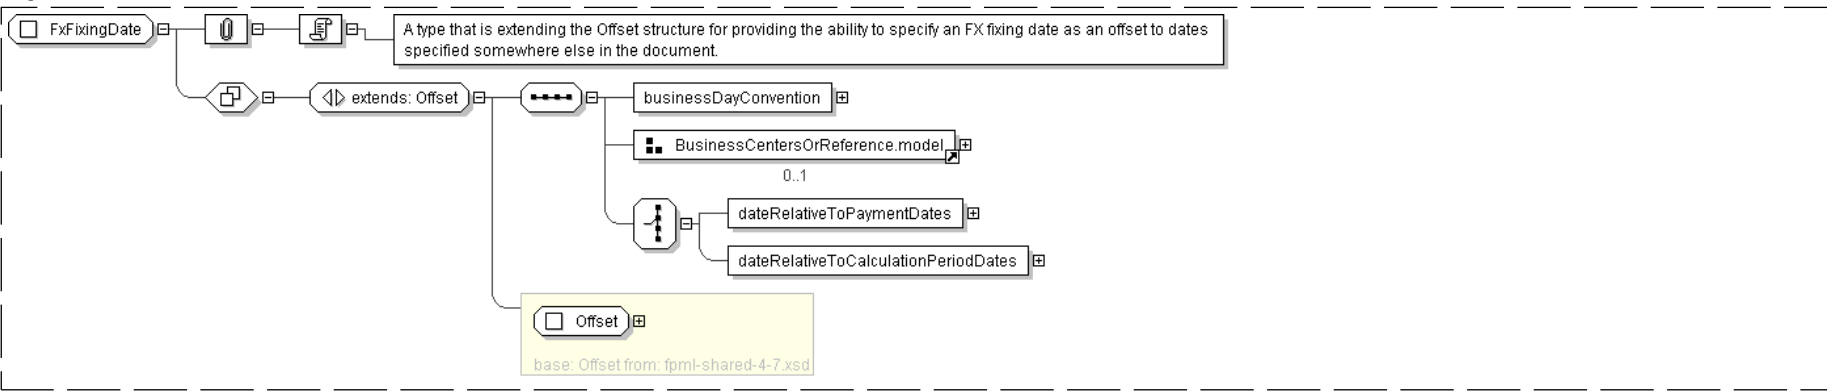 FxFixingDate
A type that is extending the Offset structure for providing the ability to specify an FX fixing date as an offset to dates
specified somewhere else in the document.
extends: Offset
businessDayConvention
BusinessCentersOrReference.model
0..1
dateRelativeToPaymentDates
dateRelativeToCalculationPeriodDates
Offset
base: Offset from: fpml-shared-4-7.xsd